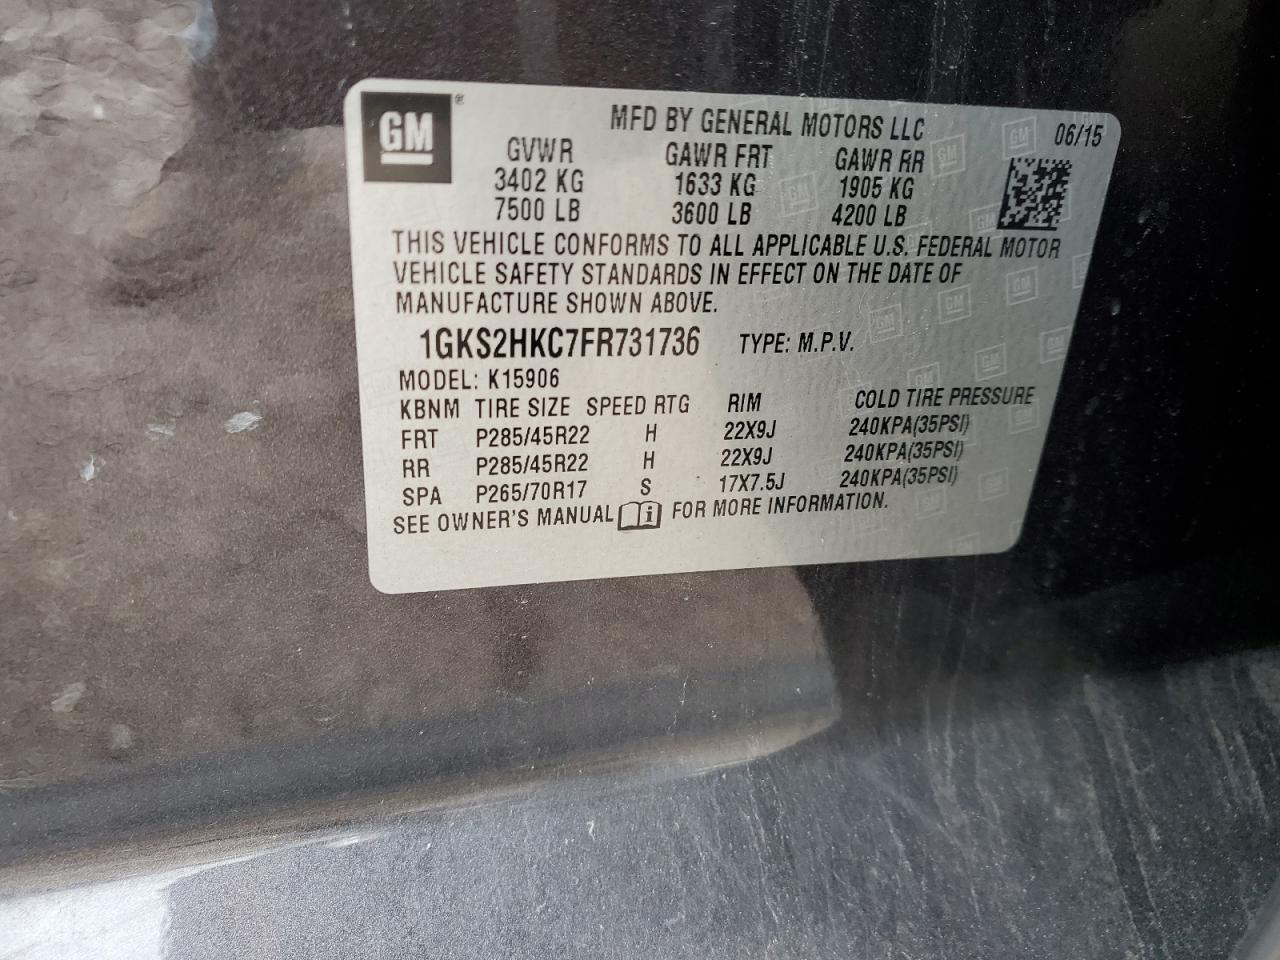 GM®
MFD BY GENERAL MOTORS LLC 06/15
GVWR GAWR FRT GAWR RR
3402 KG 1633 KG 1905 KG
7500 LB 3600 LB 4200 LB
THIS VEHICLE CONFORMS TO ALL APPLICABLE U.S. FEDERAL MOTOR
VEHICLE SAFETY STANDARDS IN EFFECT ON THE DATE OF
MANUFACTURE SHOWN ABOVE.
1GKS2HKC7FR731736 TYPE: M.P.V.
MODEL: K15906
KBNM TIRE SIZE SPEED RTG RIM COLD TIRE PRESSURE
FRT P285/45R22 H 22X9J 240KPA(35PSI)
RR P285/45R22 H 22X9J 240KPA(35PSI)
SPA P265/70R17 S 17X7.5J 240KPA(35PSI)
SEE OWNER'S MANUAL i FOR MORE INFORMATION.